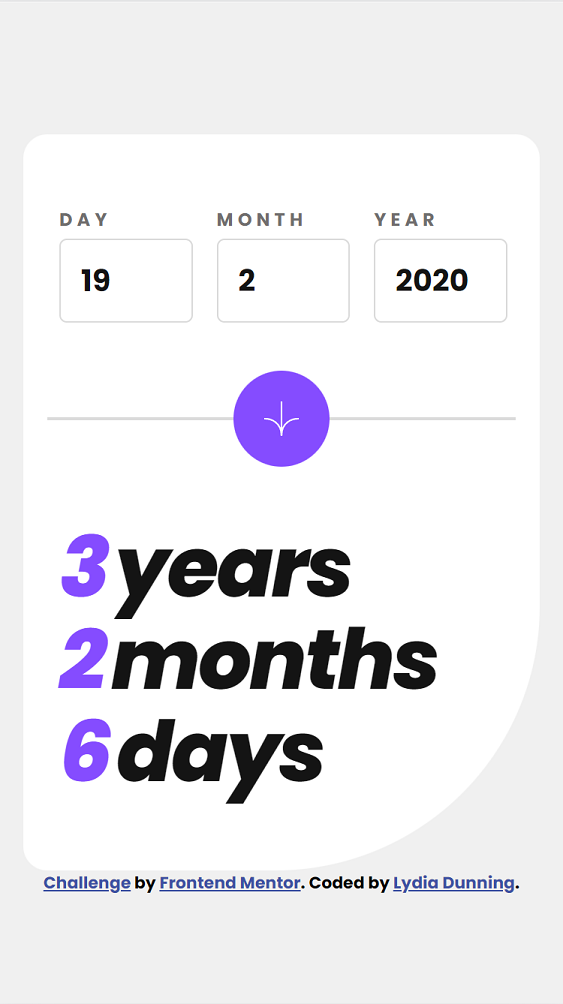 DAY MONTH YEAR
19 2 2020
3 years
2 months
6 days
Challenge by Frontend Mentor. Coded by Lydia Dunning.